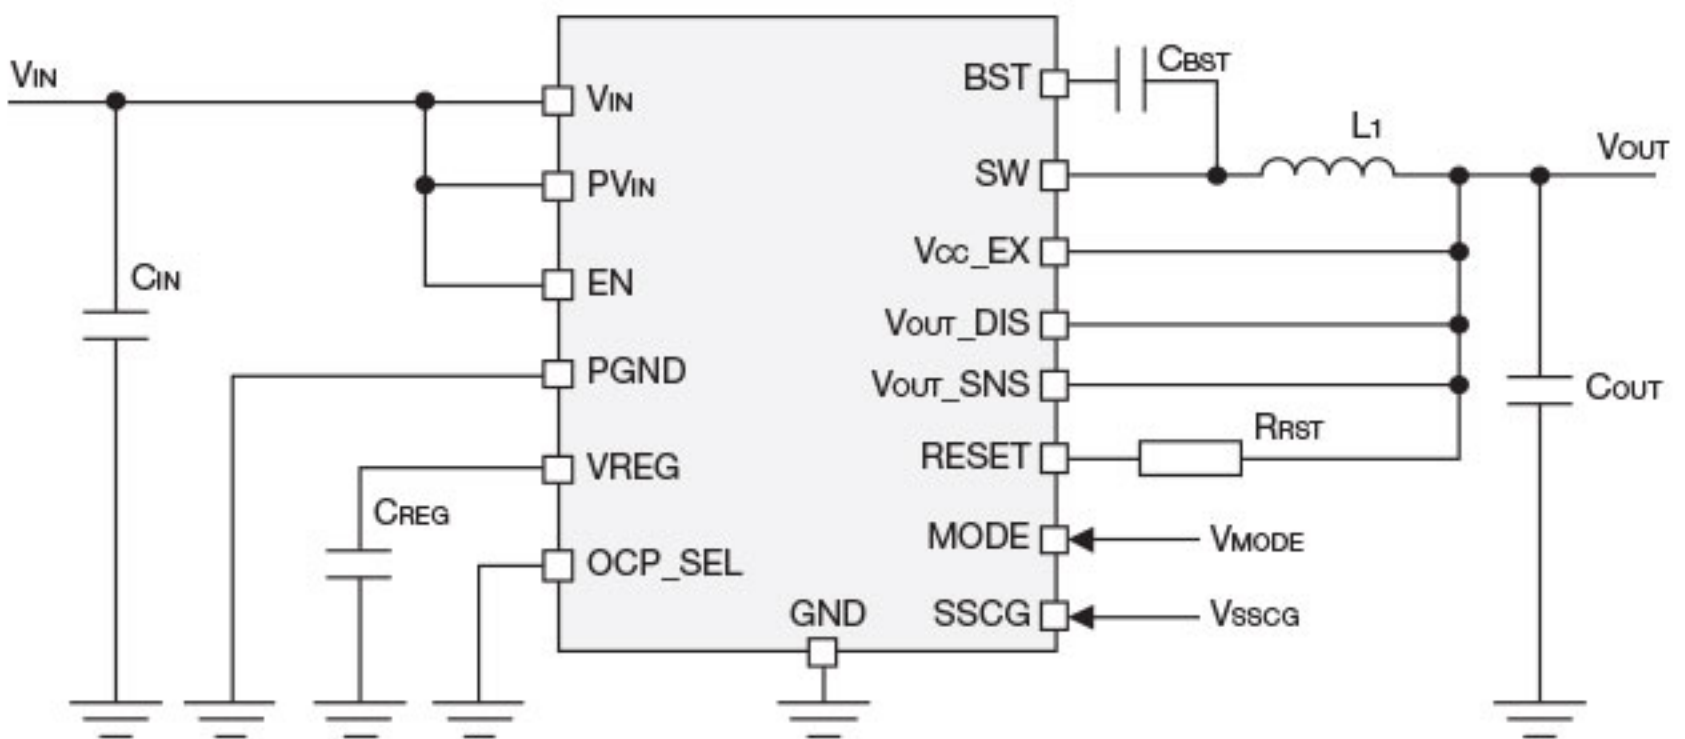 VIN
VIN
PVIN
EN
CIN
PGND
VREG
CREG
OCP_SEL
GND
BST
CBST
SW
L1
VOUT
VCC_EX
VOUT_DIS
VOUT_SNS
COUT
RESET
RRST
MODE
VMODE
SSCG
VSSCG